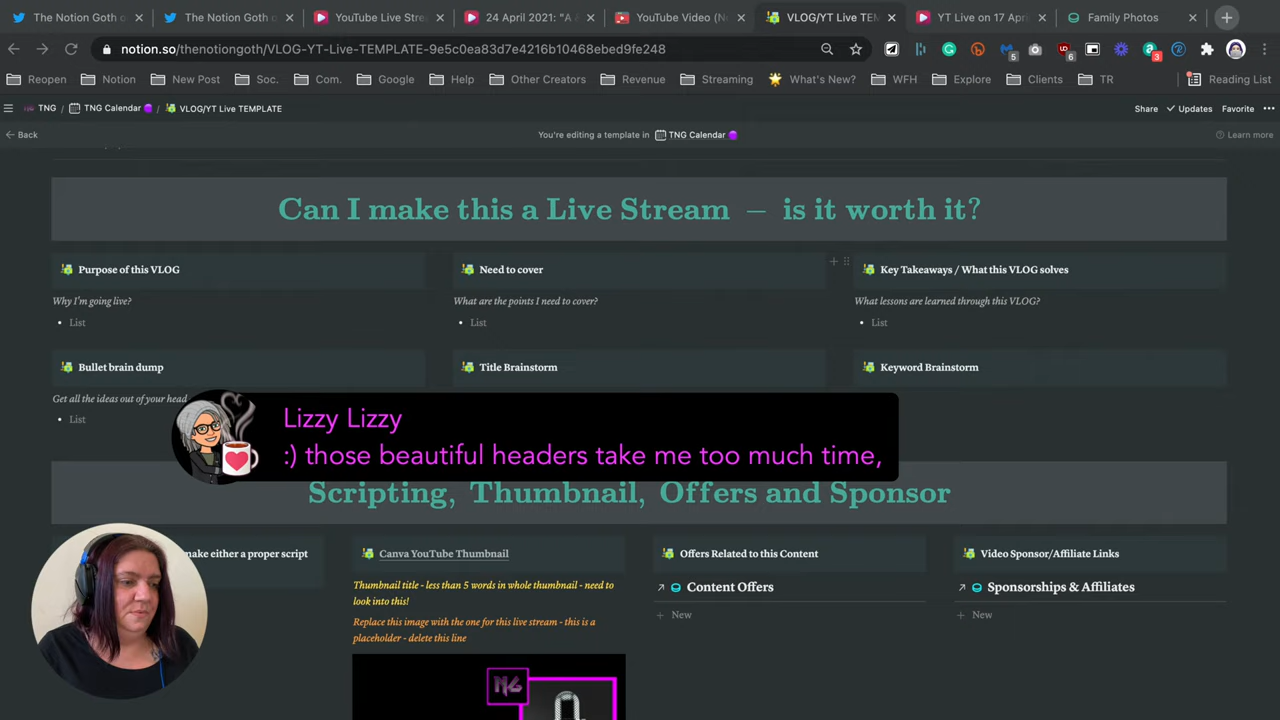 The Notion Goth o
The Notion Goth of
YouTube Live Stre
24 April 2021: "A
YouTube Video (N
VLOG/YT Live TEM
YT Live on 17 Apri
Family Photos
notion.so/thenotiongoth/VLOG-YT-Live-TEMPLATE-9e5c0ea83d7e4216b10468ebed9fe248
5
6
3
Reopen
Notion
New Post
Soc.
Com.
Google
Help
Other Creators
Revenue
Streaming
What's New?
WFH
Explore
Clients
TR
Reading List
TNG / TNG Calendar / VLOG/YT Live TEMPLATE
Share
Updates
Favorite
Back
You're editing a template in TNG Calendar
Learn more
Can I make this a Live Stream – is it worth it?
Purpose of this VLOG
Need to cover
Key Takeaways / What this VLOG solves
Why I'm going live?
What are the points I need to cover?
What lessons are learned through this VLOG?
List
List
List
Bullet brain dump
Title Brainstorm
Keyword Brainstorm
Get all the ideas out of your head
List
Lizzy Lizzy
:) those beautiful headers take me too much time,
Scripting, Thumbnail, Offers and Sponsor
make either a proper script
Canva YouTube Thumbnail
Offers Related to this Content
Video Sponsor/Affiliate Links
Thumbnail title - less than 5 words in whole thumbnail - need to
look into this!
Content Offers
Sponsorships & Affiliates
New
New
Replace this image with the one for this live stream - this is a
placeholder - delete this line